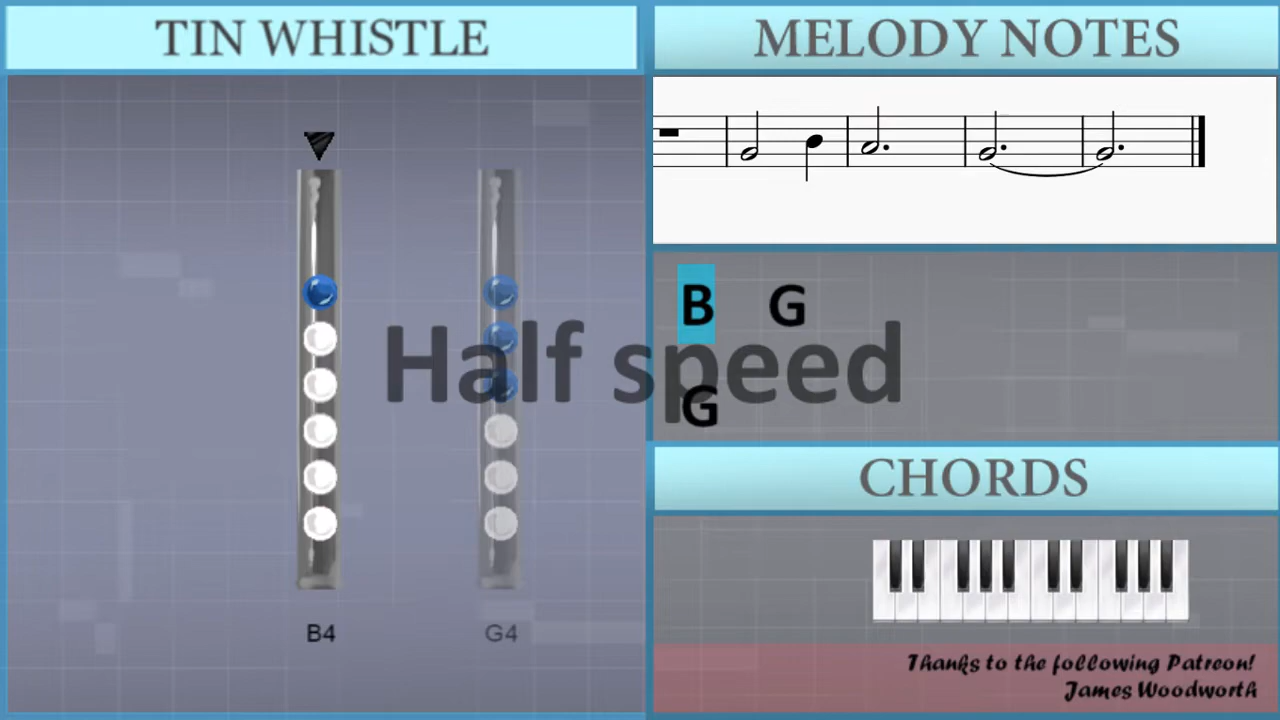 TIN WHISTLE
MELODY NOTES
B G
Half speed
G
CHORDS
B4 G4
Thanks to the following Patreon!
James Woodworth